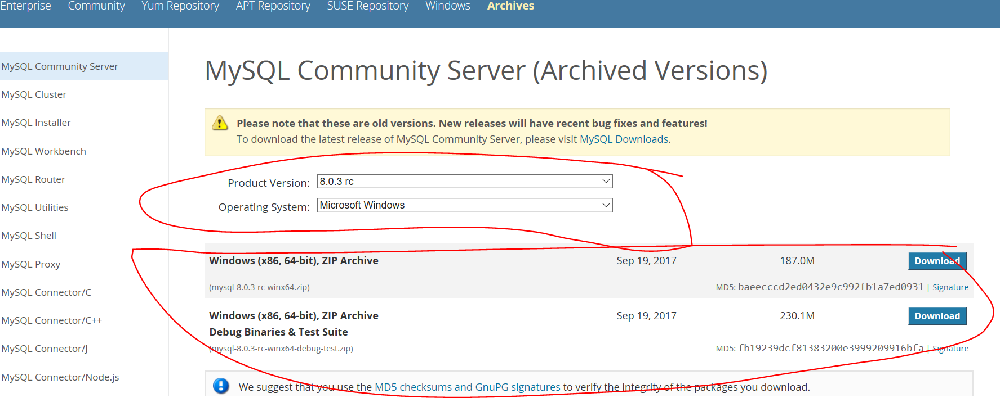 Enterprise Community Yum Repository APT Repository SUSE Repository Windows Archives
MySQL Community Server
MySQL Cluster
MySQL Installer
MySQL Workbench
MySQL Router
MySQL Utilities
MySQL Shell
MySQL Proxy
MySQL Connector/C
MySQL Connector/C++
MySQL Connector/J
MySQL Connector/Node.js
MySQL Community Server (Archived Versions)
Please note that these are old versions. New releases will have recent bug fixes and features!
To download the latest release of MySQL Community Server, please visit MySQL Downloads.
Product Version: 8.0.3 rc
Operating System: Microsoft Windows
Windows (x86, 64-bit), ZIP Archive Sep 19, 2017 187.0M Download
(mysql-8.0.3-rc-winx64.zip) MD5: baeecccd2ed0432e9c992fb1a7ed0931 | Signature
Windows (x86, 64-bit), ZIP Archive Sep 19, 2017 230.1M Download
Debug Binaries & Test Suite
(mysql-8.0.3-rc-winx64-debug-test.zip) MD5: fb19239dcf81383200e3999209916bfa | Signature
We suggest that you use the MD5 checksums and GnuPG signatures to verify the integrity of the packages you download.